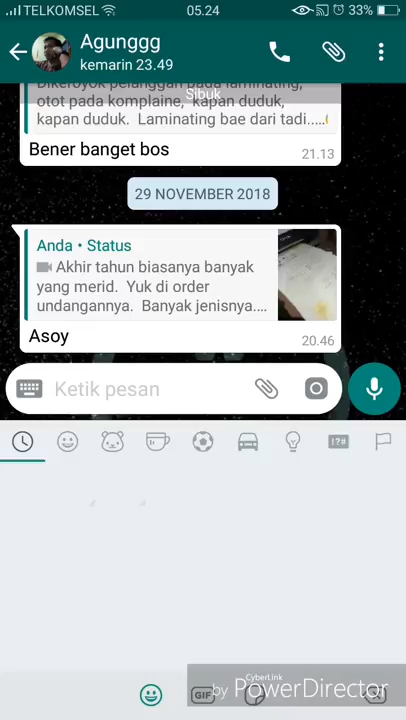 TELKOMSEL
05.24
33%
Agunggg
kemarin 23.49
Dikeroyok pelanggan pada laminating,
otot pada komplaine, kapan duduk,
kapan duduk. Laminating bae dari tadi.....
Sibuk
Bener banget bos
21.13
29 NOVEMBER 2018
Anda • Status
Akhir tahun biasanya banyak
yang merid. Yuk di order
undangannya. Banyak jenisnya....
Asoy
20.46
Ketik pesan
!?#
GIF
CyberLink
by PowerDirector